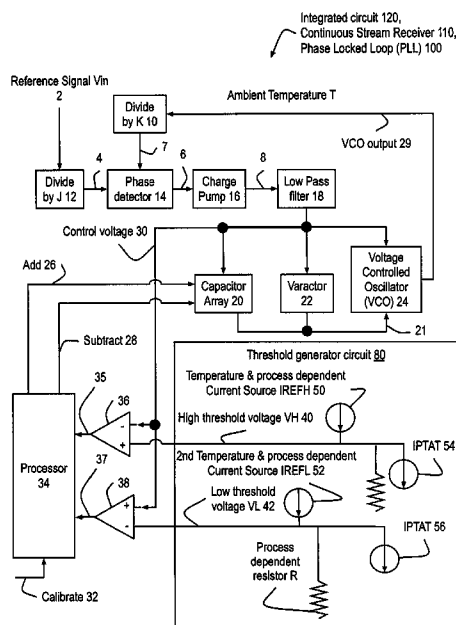 Integrated circuit 120,
Continuous Stream Receiver 110,
Phase Locked Loop (PLL) 100
Reference Signal Vin
2
Ambient Temperature T
Divide
by K 10
VCO output 29
4
7
6
8
Divide
by J 12
Phase
detector 14
Charge
Pump 16
Low Pass
filter 18
Control voltage 30
Add 26
Capacitor
Array 20
Varactor
22
Voltage
Controlled
Oscillator
(VCO) 24
Subtract 28
21
Threshold generator circuit 80
Temperature & process dependent
Current Source IREFH 50
35
36
High threshold voltage VH 40
-
+
IPTAT 54
Processor
34
37
38
2nd Temperature & process dependent
Current Source IREFL 52
+
-
Low threshold
voltage VL 42
IPTAT 56
Process
dependent
resistor R
Calibrate 32